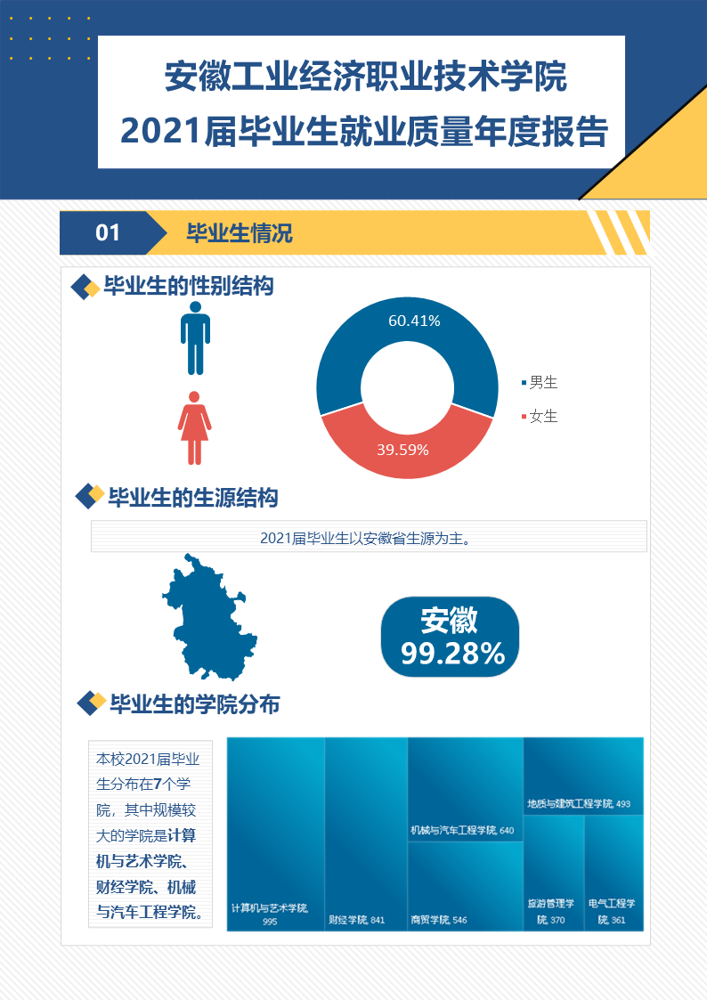 安徽工业经济职业技术学院
2021届毕业生就业质量年度报告
01
毕业生情况
毕业生的性别结构
60.41%
39.59%
男生
女生
毕业生的生源结构
2021届毕业生以安徽省生源为主。
安徽
99.28%
毕业生的学院分布
本校2021届毕业
生分布在7个学
院，其中规模较
大的学院是计算
机与艺术学院、
财经学院、机械
与汽车工程学院。
计算机与艺术学院,
995
财经学院, 841
机械与汽车工程学院, 640
商贸学院, 546
地质与建筑工程学院, 493
旅游管理学
院, 370
电气工程学
院, 361